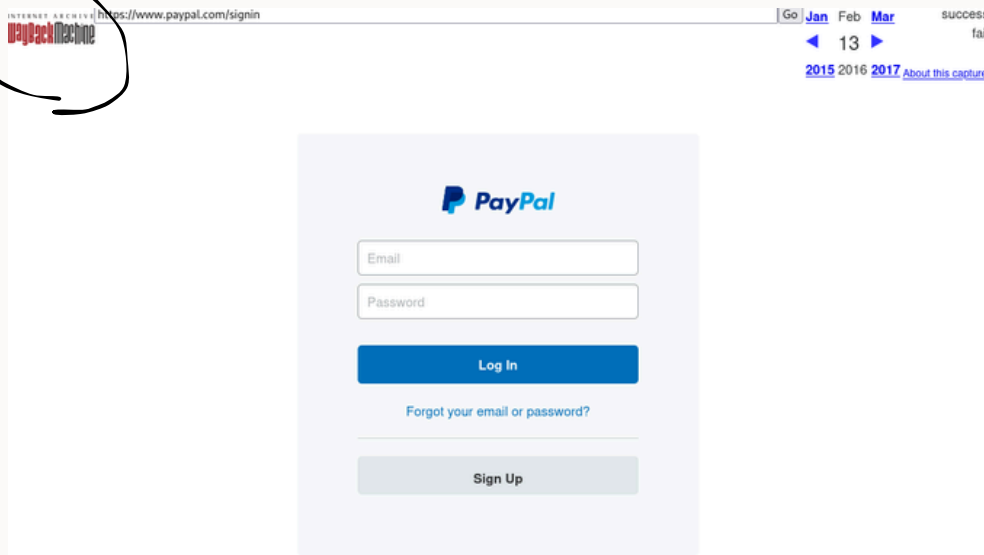 INTERNET ARCHIVE https://www.paypal.com/signin Go Jan Feb Mar
WayBackMachine 13
2015 2016 2017 About this capture
PayPal
Email
Password
Log In
Forgot your email or password?
Sign Up